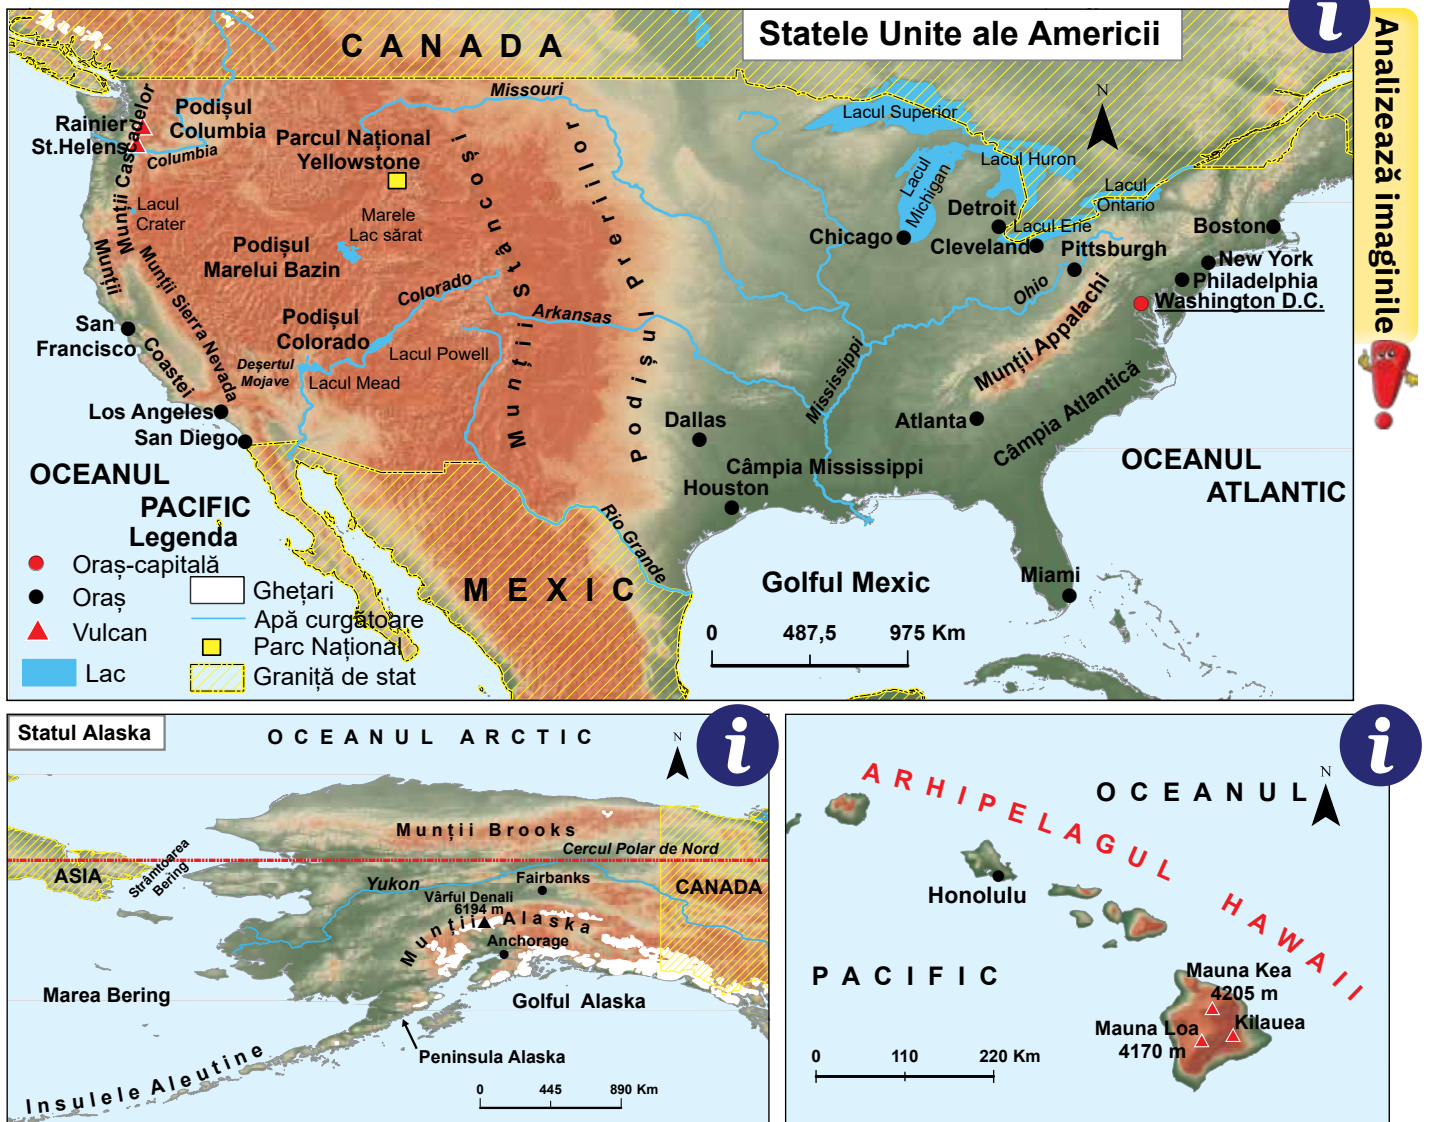 Statele Unite ale Americii
i
Analizează imaginile
CANADA
N
Missouri
Lacul Superior
Podișul
Columbia
Rainier
St.Helens
Munții Cascadelor
Columbia
Parcul Național
Yellowstone
Lacul
Michigan
Lacul Huron
Lacul
Ontario
Lacul
Crater
Marele
Lac sărat
Detroit
Lacul Erie
Boston
Chicago
Cleveland
Pittsburgh
New York
Philadelphia
Washington D.C.
Podișul
Marelui Bazin
Munții Stâncoși
Podișul Preriilor
Munții
Coastei
Munții Sierra Nevada
Colorado
Arkansas
Ohio
Munții Appalachi
San
Francisco
Podișul
Colorado
Lacul Powell
Deșertul
Mojave
Lacul Mead
Mississippi
Los Angeles
San Diego
Dallas
Atlanta
Câmpia Atlantică
Câmpia Mississippi
Houston
OCEANUL
PACIFIC
OCEANUL
ATLANTIC
Rio Grande
MEXIC
Golful Mexic
Miami
0 487,5 975 Km
Legenda
Oraș-capitală
Oraș
Vulcan
Lac
Ghețari
Apă curgătoare
Parc Național
Graniță de stat
Statul Alaska
OCEANUL ARCTIC
N
i
Munții Brooks
Cercul Polar de Nord
ASIA
Strâmtoarea
Bering
Yukon
Fairbanks
CANADA
Vârful Denali
6194 m
Munții Alaska
Anchorage
Marea Bering
Golful Alaska
Peninsula Alaska
Insulele Aleutine
0 445 890 Km
i
ARHIPELAGUL HAWAII
OCEANUL
N
Honolulu
PACIFIC
Mauna Kea
4205 m
Mauna Loa
4170 m
Kilauea
0 110 220 Km